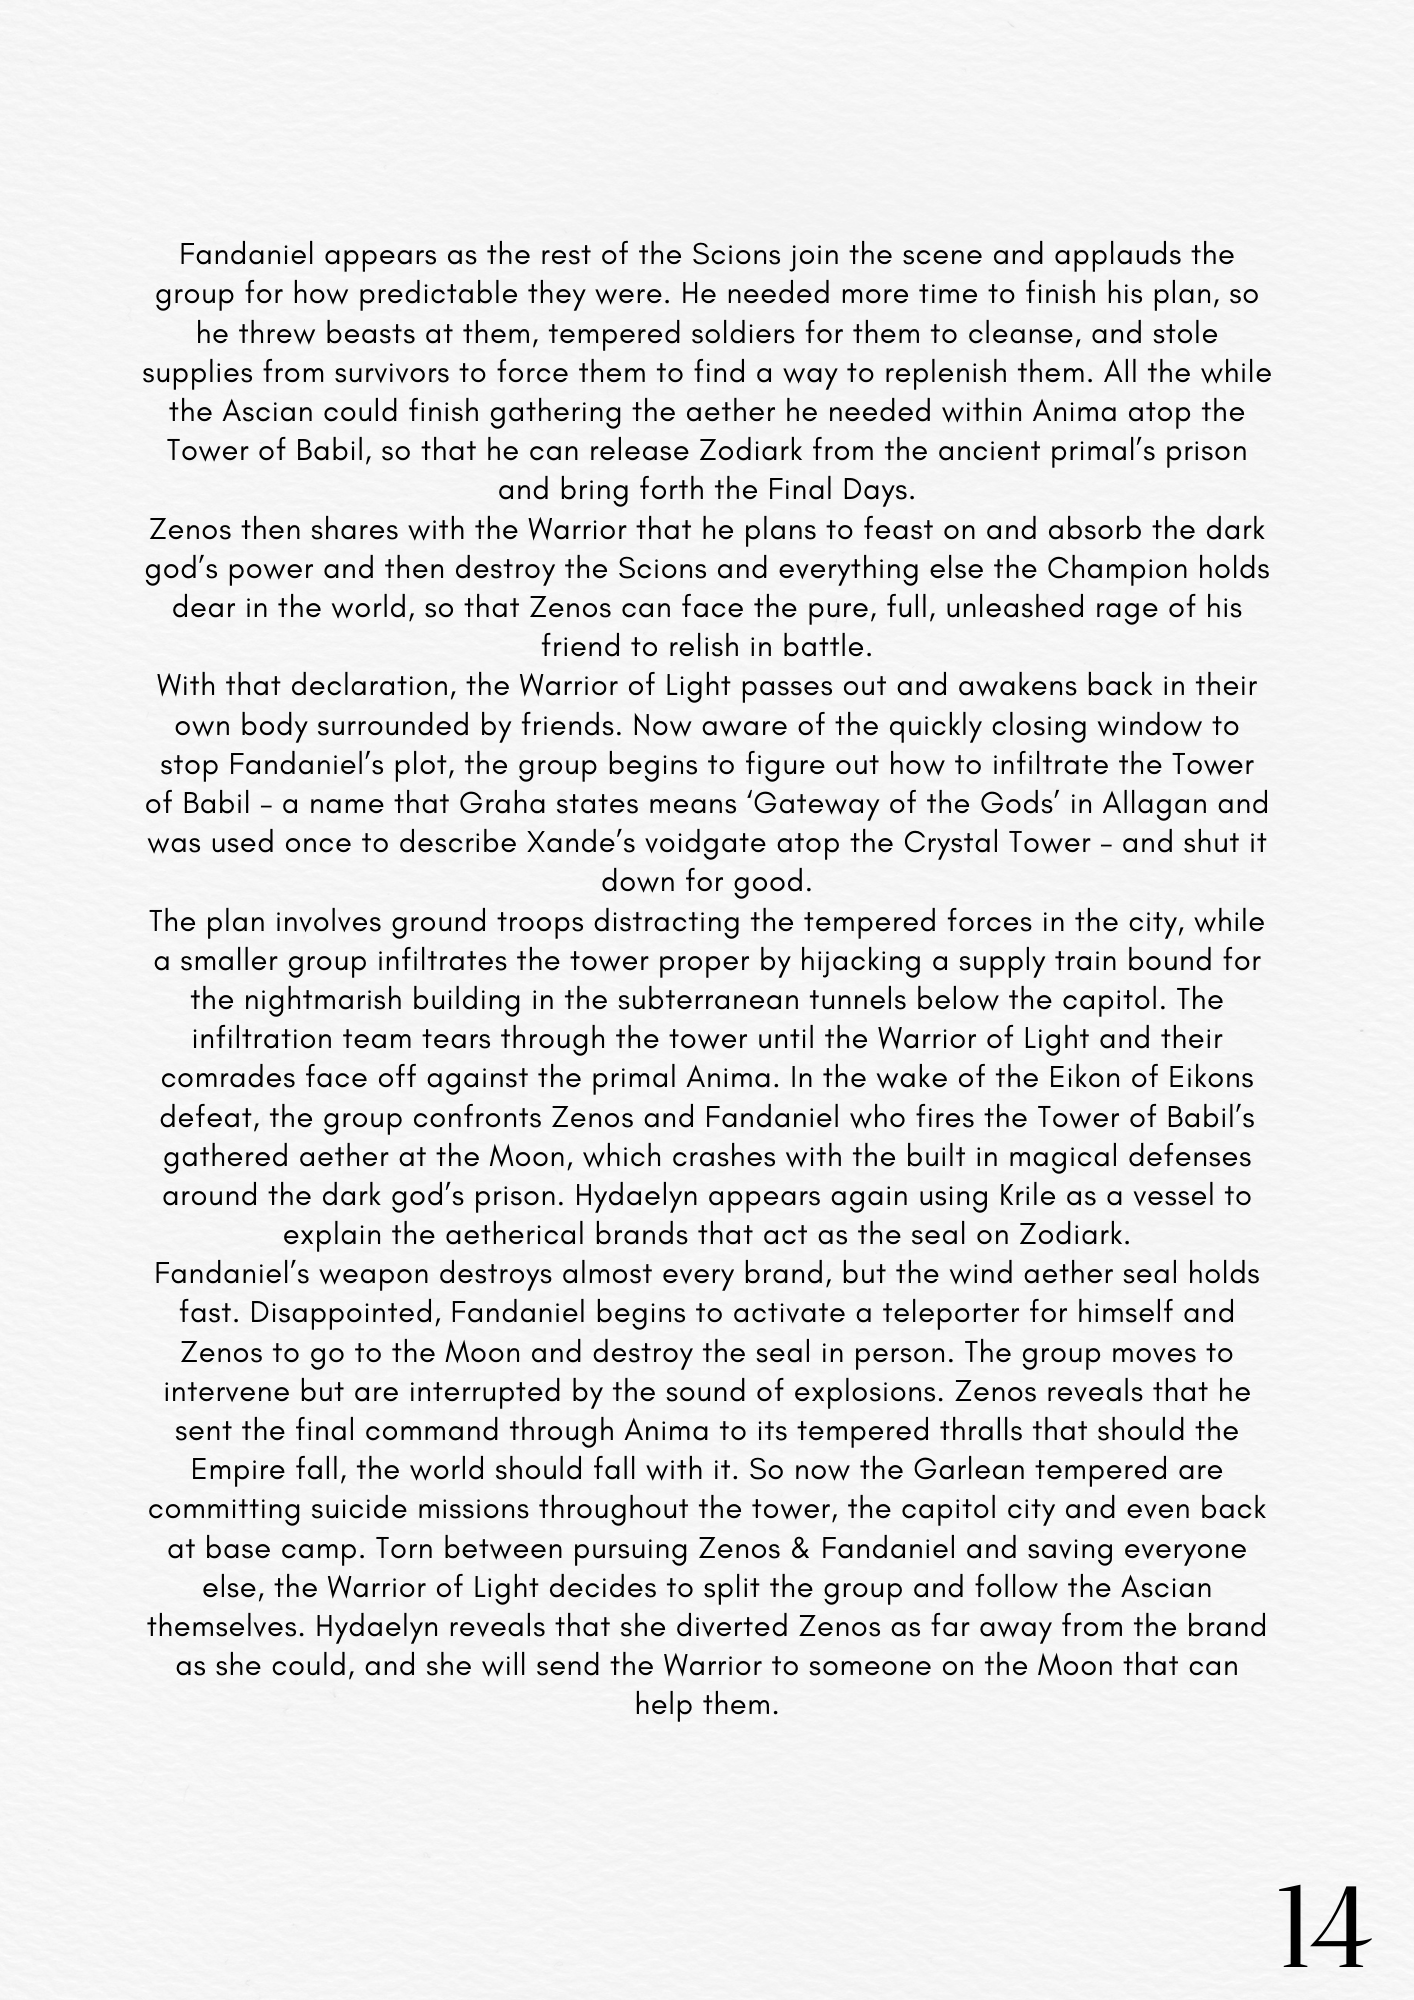 Fandaniel appears as the rest of the Scions join the scene and applauds the
group for how predictable they were. He needed more time to finish his plan, so
he threw beasts at them, tempered soldiers for them to cleanse, and stole
supplies from survivors to force them to find a way to replenish them. All the while
the Ascian could finish gathering the aether he needed within Anima atop the
Tower of Babil, so that he can release Zodiark from the ancient primal’s prison
and bring forth the Final Days.
Zenos then shares with the Warrior that he plans to feast on and absorb the dark
god’s power and then destroy the Scions and everything else the Champion holds
dear in the world, so that Zenos can face the pure, full, unleashed rage of his
friend to relish in battle.
With that declaration, the Warrior of Light passes out and awakens back in their
own body surrounded by friends. Now aware of the quickly closing window to
stop Fandaniel’s plot, the group begins to figure out how to infiltrate the Tower
of Babil – a name that Graha states means ‘Gateway of the Gods’ in Allagan and
was used once to describe Xande’s voidgate atop the Crystal Tower – and shut it
down for good.
The plan involves ground troops distracting the tempered forces in the city, while
a smaller group infiltrates the tower proper by hijacking a supply train bound for
the nightmarish building in the subterranean tunnels below the capitol. The
infiltration team tears through the tower until the Warrior of Light and their
comrades face off against the primal Anima. In the wake of the Eikon of Eikons
defeat, the group confronts Zenos and Fandaniel who fires the Tower of Babil’s
gathered aether at the Moon, which crashes with the built in magical defenses
around the dark god’s prison. Hydaelyn appears again using Krile as a vessel to
explain the aetherical brands that act as the seal on Zodiark.
Fandaniel’s weapon destroys almost every brand, but the wind aether seal holds
fast. Disappointed, Fandaniel begins to activate a teleporter for himself and
Zenos to go to the Moon and destroy the seal in person. The group moves to
intervene but are interrupted by the sound of explosions. Zenos reveals that he
sent the final command through Anima to its tempered thralls that should the
Empire fall, the world should fall with it. So now the Garlean tempered are
committing suicide missions throughout the tower, the capitol city and even back
at base camp. Torn between pursuing Zenos & Fandaniel and saving everyone
else, the Warrior of Light decides to split the group and follow the Ascian
themselves. Hydaelyn reveals that she diverted Zenos as far away from the brand
as she could, and she will send the Warrior to someone on the Moon that can
help them.
14